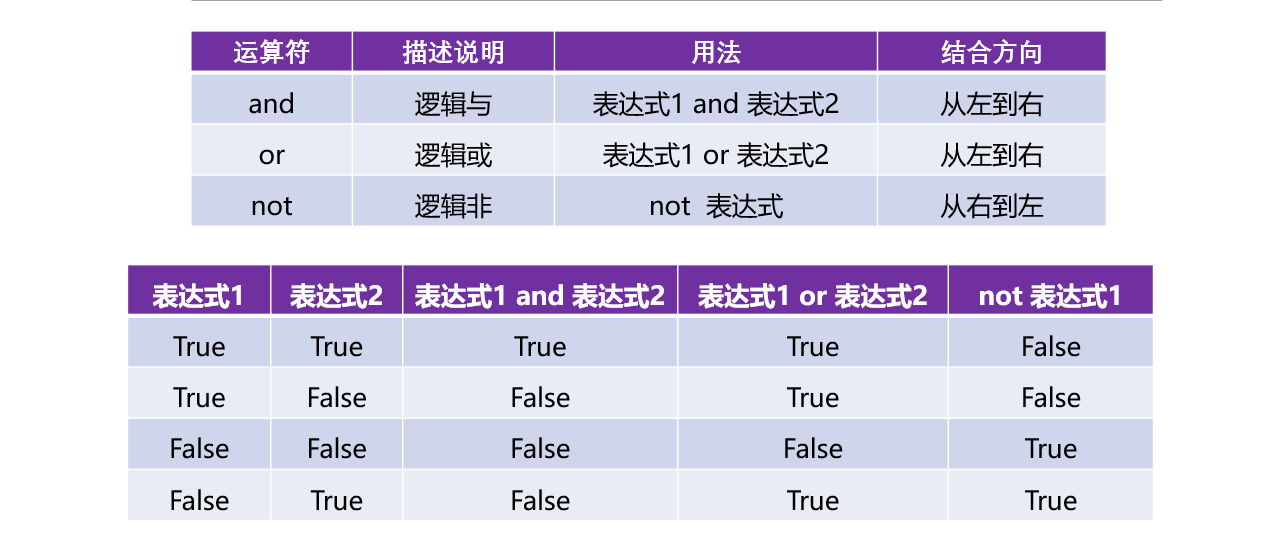 运算符 描述说明 用法 结合方向
and 逻辑与 表达式1 and 表达式2 从左到右
or 逻辑或 表达式1 or 表达式2 从左到右
not 逻辑非 not 表达式 从右到左
表达式1 表达式2 表达式1 and 表达式2 表达式1 or 表达式2 not 表达式1
True True True True False
True False False True False
False False False False True
False True False True True